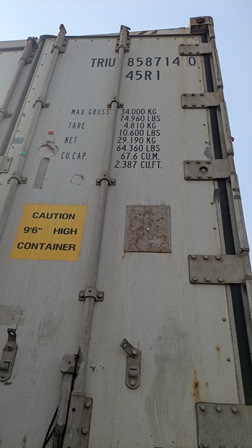 TRIU 858714 0
45R1
MAX GROSS 34.000 KG
74.960 LBS
TARE 4.810 KG
10.600 LBS
NET 29.190 KG
64.360 LBS
CU.CAP. 67.6 CU.M.
2.387 CU.FT.
CAUTION
9'6" HIGH
CONTAINER